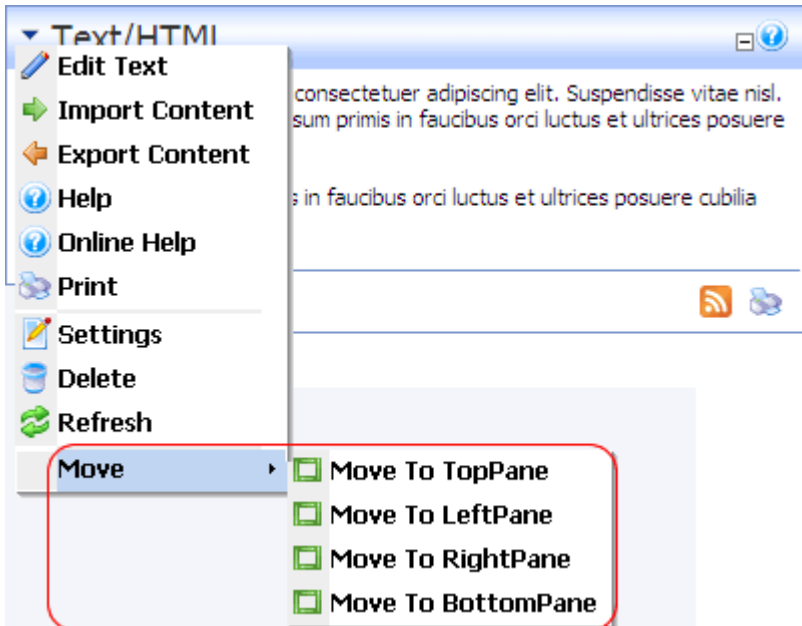 Text/HTML
Edit Text
Import Content
Export Content
Help
Online Help
Print
Settings
Delete
Refresh
Move
Move To TopPane
Move To LeftPane
Move To RightPane
Move To BottomPane
consectetuer adipiscing elit. Suspendisse vitae nisl.
primis in faucibus orci luctus et ultrices posuere
in faucibus orci luctus et ultrices posuere cubilia